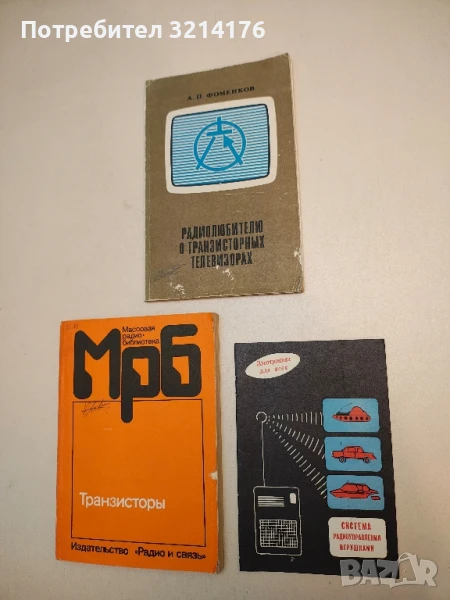 Потребител 3214176
А. П. ФОМЕНКОВ
РАДИОЛЮБИТЕЛЮ
О ТРАНЗИСТОРНЫХ
ТЕЛЕВИЗОРАХ
Массовая
радио-
библиотека
Мрб
Транзисторы
Издательство «Радио и связь»
Электроника
для всех
СИСТЕМА
РАДИОУПРАВЛЕНИЯ
ИГРУШКАМИ
BAZAR